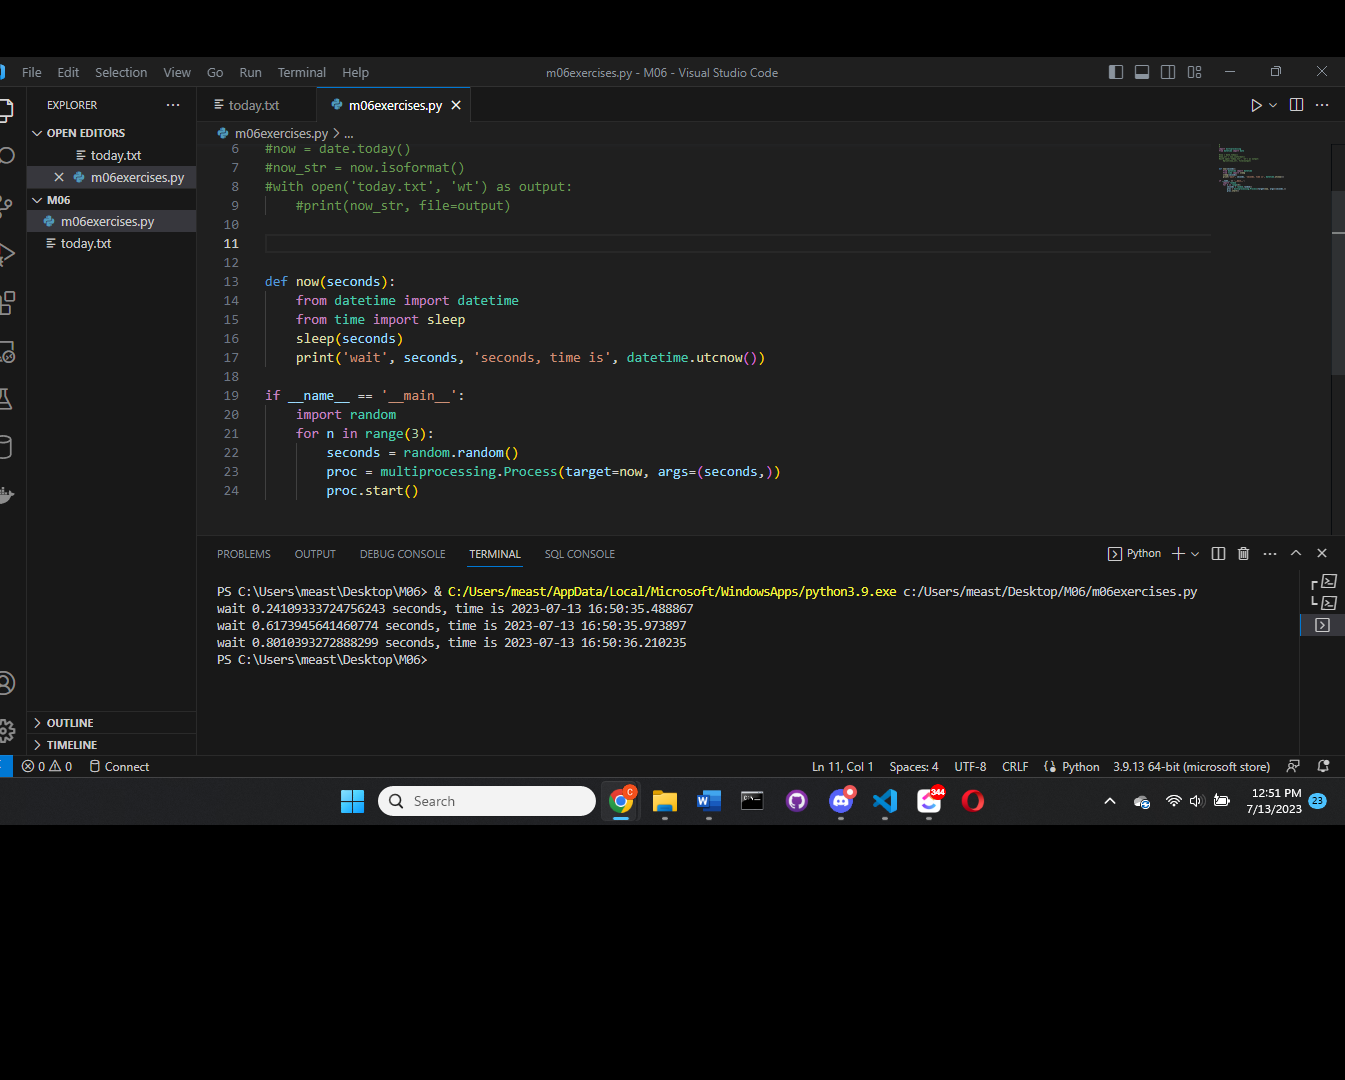 File Edit Selection View Go Run Terminal Help m06exercises.py - M06 - Visual Studio Code
EXPLORER ...
today.txt
m06exercises.py
m06exercises.py > ...
OPEN EDITORS
today.txt
m06exercises.py
M06
m06exercises.py
today.txt
OUTLINE
TIMELINE
6 #now = date.today()
7 #now_str = now.isoformat()
8 #with open('today.txt', 'wt') as output:
9 #print(now_str, file=output)
10
11
12
13 def now(seconds):
14 from datetime import datetime
15 from time import sleep
16 sleep(seconds)
17 print('wait', seconds, 'seconds, time is', datetime.utcnow())
18
19 if __name__ == '__main__':
20 import random
21 for n in range(3):
22 seconds = random.random()
23 proc = multiprocessing.Process(target=now, args=(seconds,))
24 proc.start()
PROBLEMS OUTPUT DEBUG CONSOLE TERMINAL SQL CONSOLE Python
PS C:\Users\meast\Desktop\M06> & C:/Users/meast/AppData/Local/Microsoft/WindowsApps/python3.9.exe c:/Users/meast/Desktop/M06/m06exercises.py
wait 0.24109333724756243 seconds, time is 2023-07-13 16:50:35.488867
wait 0.6173945641460774 seconds, time is 2023-07-13 16:50:35.973897
wait 0.8010393272888299 seconds, time is 2023-07-13 16:50:36.210235
PS C:\Users\meast\Desktop\M06>
0 0 Connect Ln 11, Col 1 Spaces: 4 UTF-8 CRLF Python 3.9.13 64-bit (microsoft store)
Search C 344 12:51 PM
7/13/2023 23